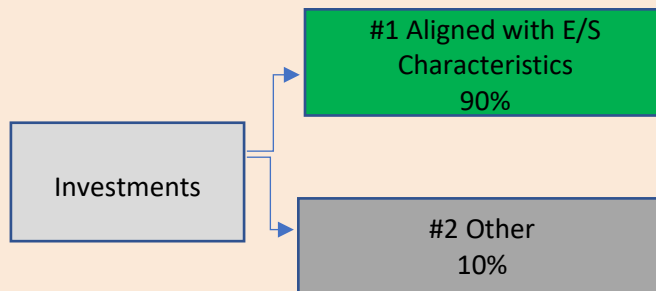 #1 Aligned with E/S
Characteristics
90%
Investments
#2 Other
10%